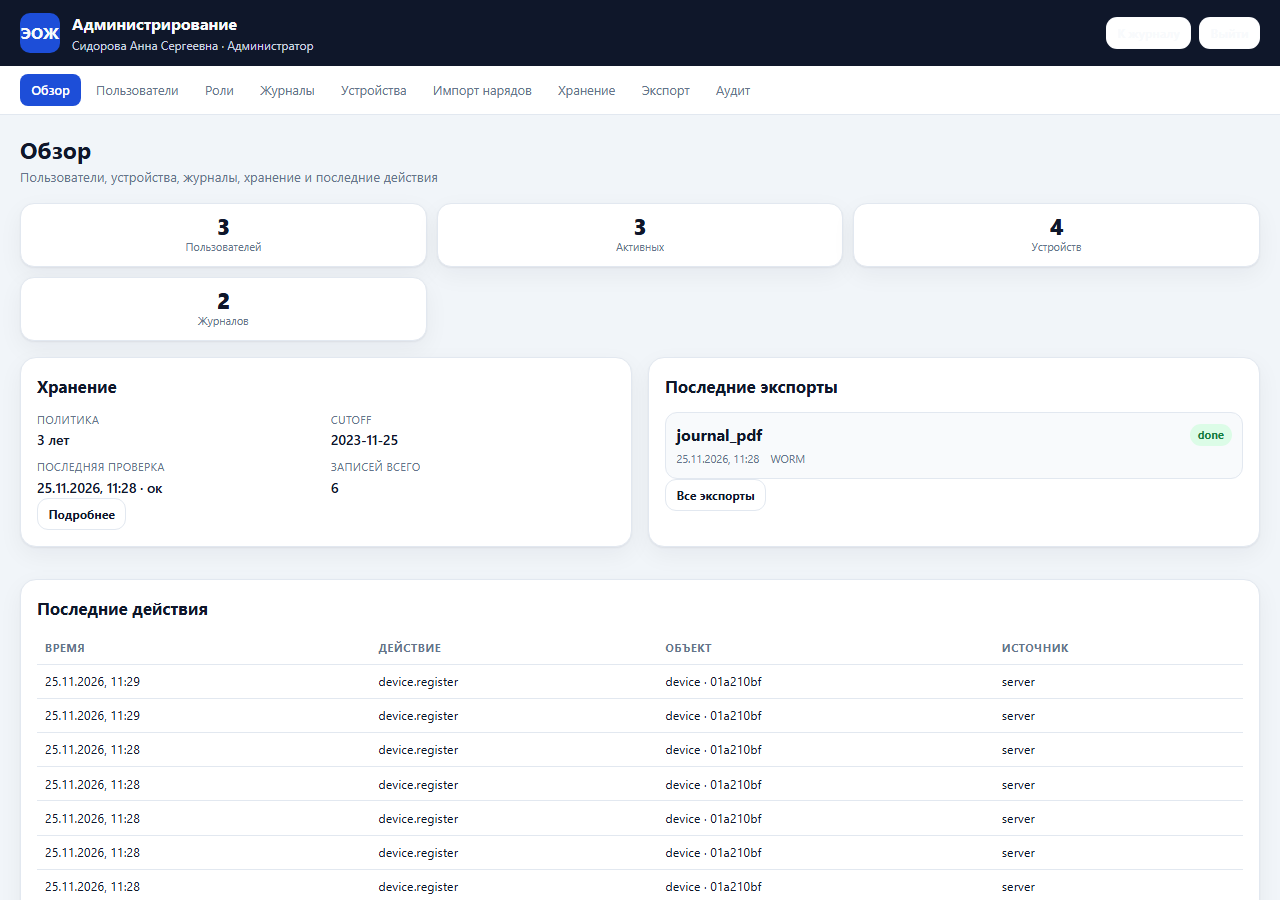 ЭОЖ
Администрирование
Сидорова Анна Сергеевна · Администратор
Обзор Пользователи Роли Журналы Устройства Импорт нарядов Хранение Экспорт Аудит
Обзор
Пользователи, устройства, журналы, хранение и последние действия
3
Пользователей
3
Активных
4
Устройств
2
Журналов
Хранение
ПОЛИТИКА
3 лет
CUTOFF
2023-11-25
ПОСЛЕДНЯЯ ПРОВЕРКА
25.11.2026, 11:28 · ок
ЗАПИСЕЙ ВСЕГО
6
Подробнее
Последние экспорты
journal_pdf
done
25.11.2026, 11:28 WORM
Все экспорты
Последние действия
ВРЕМЯ ДЕЙСТВИЕ ОБЪЕКТ ИСТОЧНИК
25.11.2026, 11:29 device.register device · 01a210bf server
25.11.2026, 11:29 device.register device · 01a210bf server
25.11.2026, 11:28 device.register device · 01a210bf server
25.11.2026, 11:28 device.register device · 01a210bf server
25.11.2026, 11:28 device.register device · 01a210bf server
25.11.2026, 11:28 device.register device · 01a210bf server
25.11.2026, 11:28 device.register device · 01a210bf server